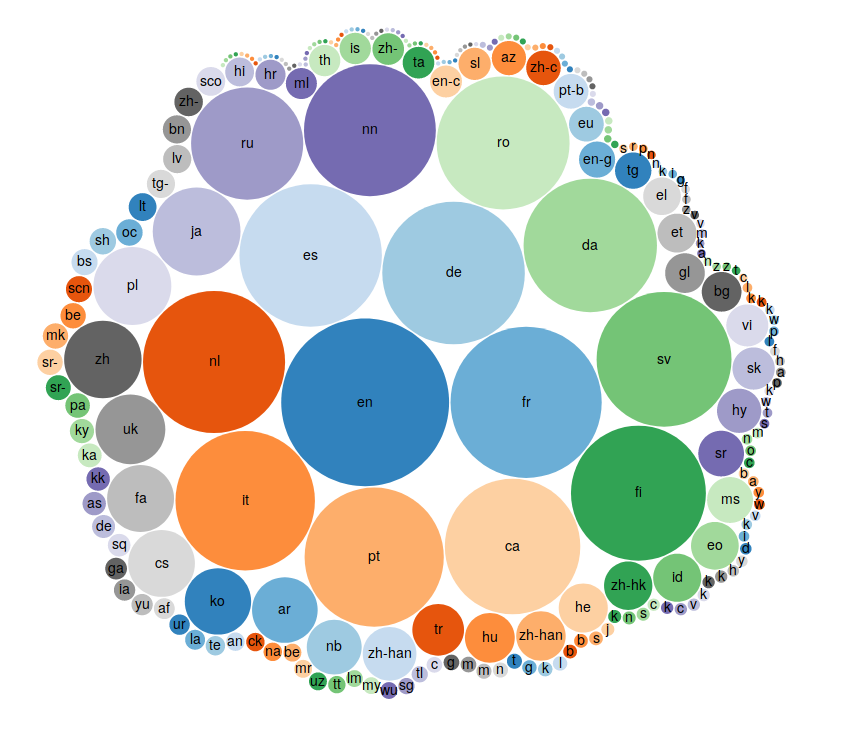 th
is
zh-
ta
sl
az
zh-c
en-c
pt-b
sco
hi
hr
ml
zh-
bn
lv
tg-
lt
ru
nn
ro
eu
en-g
tg
el
et
gl
bg
oc
sh
bs
scn
be
mk
sr-
sr-
pa
ky
ka
kk
as
de
sq
ga
ia
yu
af
ur
la
te
an
ck
na
be
mr
uz
tt
lm
my
wu
sg
tl
ja
es
de
da
pl
zh
nl
en
fr
sv
vi
sk
hy
sr
ms
eo
id
zh-hk
he
zh-han
hu
tr
zh-han
nb
ar
ko
cs
fa
uk
it
pt
ca
fi
c
g
m
m
n
t
g
k
l
b
b
s
j
k
n
s
c
k
c
v
k
k
k
h
y
d
i
k
v
w
y
a
b
c
o
n
m
s
t
w
k
p
a
h
f
l
p
w
k
k
k
l
c
t
z
z
n
a
k
m
v
v
z
f
f
g
i
k
n
n
p
r
s